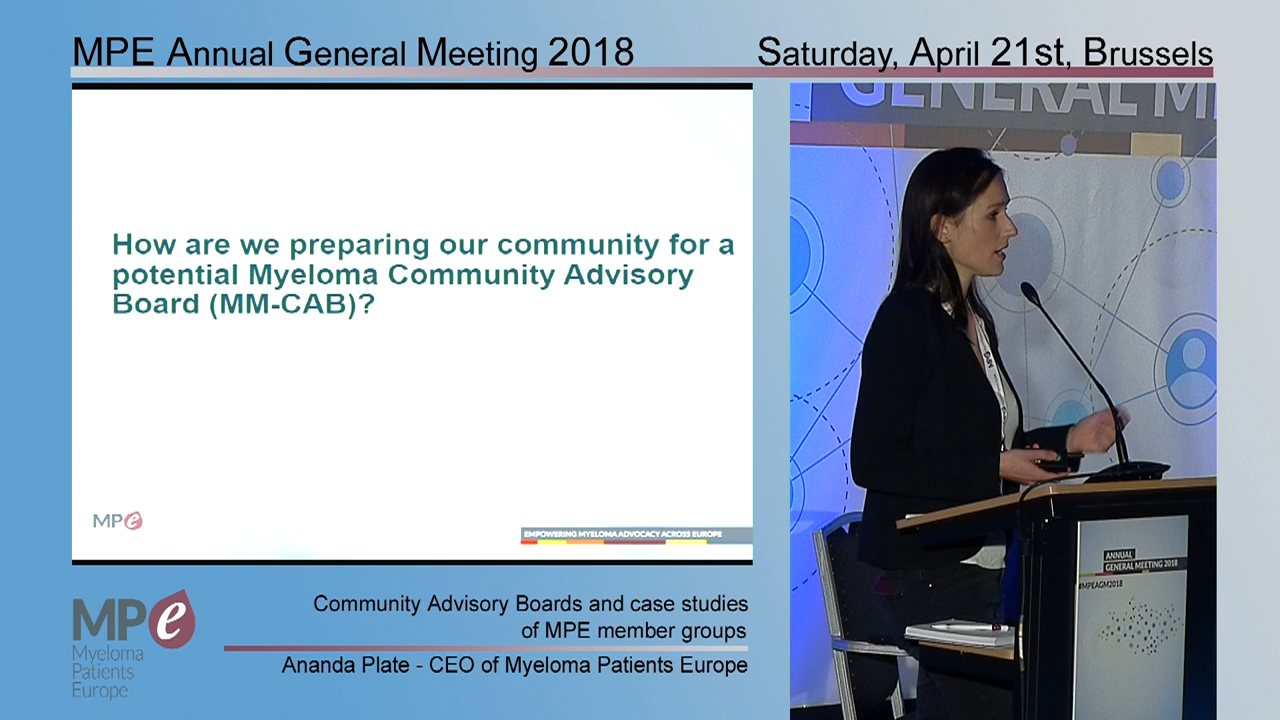 MPE Annual General Meeting 2018
Saturday, April 21st, Brussels
How are we preparing our community for a
potential Myeloma Community Advisory
Board (MM-CAB)?
MPe
EMPOWERING MYELOMA ADVOCACY ACROSS EUROPE
GENERAL M
ANNUAL
GENERAL MEETING 2018
#MPEAGM2018
MPe
Myeloma
Patients
Europe
Community Advisory Boards and case studies
of MPE member groups
Ananda Plate - CEO of Myeloma Patients Europe